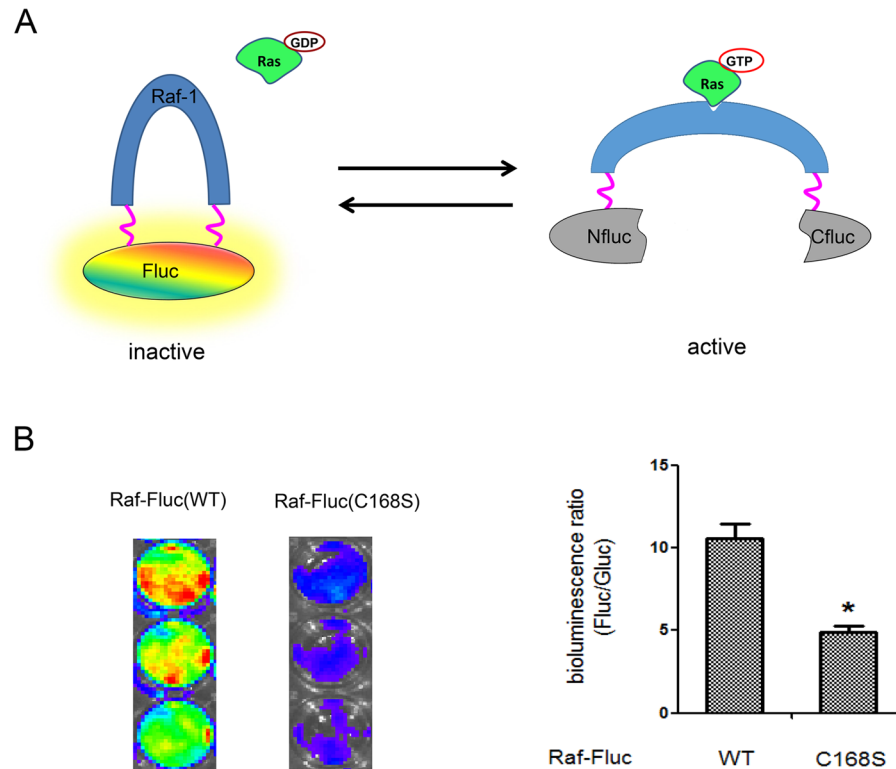 A
GDP
Ras
Raf-1
Fluc
inactive
GTP
Ras
Nfluc
Cfluc
active
B
Raf-Fluc(WT)
Raf-Fluc(C168S)
bioluminescence ratio
(Fluc/Gluc)
15
10
5
0
*
Raf-Fluc WT C168S